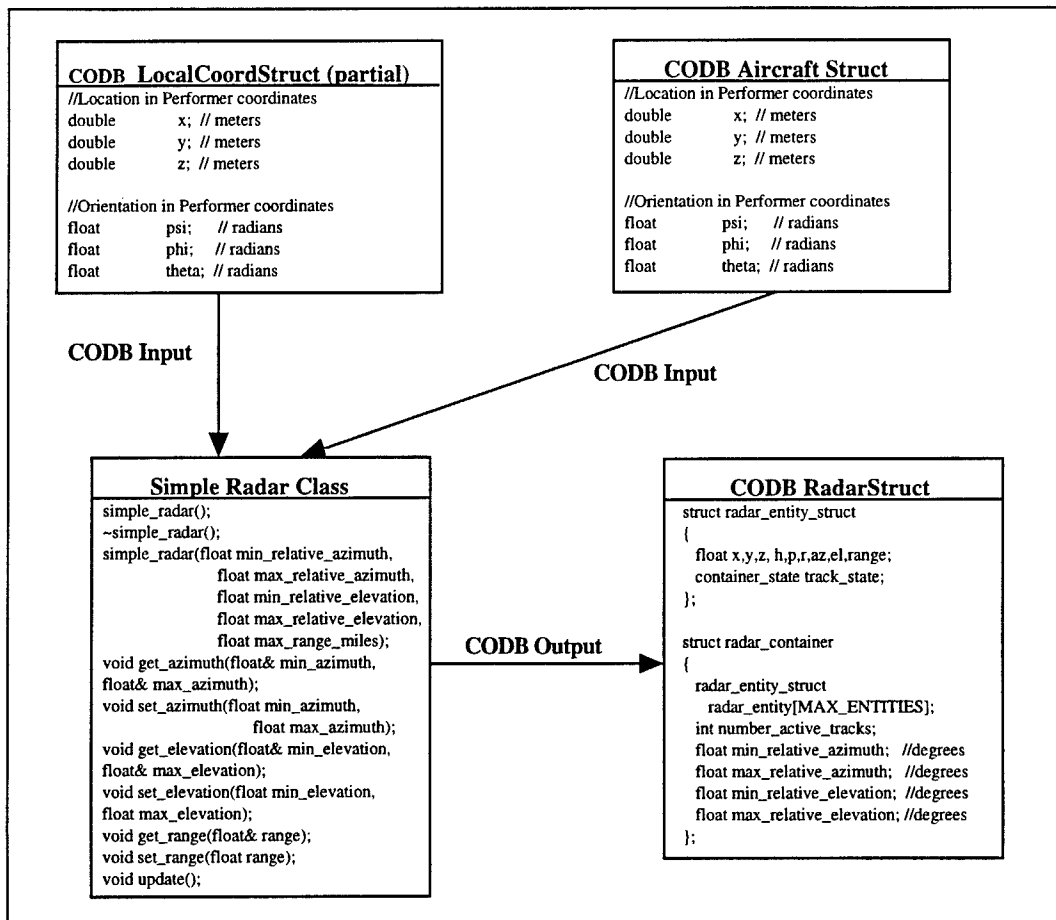 CODB LocalCoordStruct (partial)
//Location in Performer coordinates
double x; // meters
double y; // meters
double z; // meters
//Orientation in Performer coordinates
float psi; // radians
float phi; // radians
float theta; // radians
CODB Aircraft Struct
//Location in Performer coordinates
double x; // meters
double y; // meters
double z; // meters
//Orientation in Performer coordinates
float psi; // radians
float phi; // radians
float theta; // radians
CODB Input
CODB Input
Simple Radar Class
simple_radar();
~simple_radar();
simple_radar(float min_relative_azimuth,
float max_relative_azimuth,
float min_relative_elevation,
float max_relative_elevation,
float max_range_miles);
void get_azimuth(float& min_azimuth,
float& max_azimuth);
void set_azimuth(float min_azimuth,
float max_azimuth);
void get_elevation(float& min_elevation,
float& max_elevation);
void set_elevation(float min_elevation,
float max_elevation);
void get_range(float& range);
void set_range(float range);
void update();
CODB Output
CODB RadarStruct
struct radar_entity_struct
{
float x,y,z, h,p,r,az,el,range;
container_state track_state;
};
struct radar_container
{
radar_entity_struct
radar_entity[MAX_ENTITIES];
int number_active_tracks;
float min_relative_azimuth; //degrees
float max_relative_azimuth; //degrees
float min_relative_elevation; //degrees
float max_relative_elevation; //degrees
};